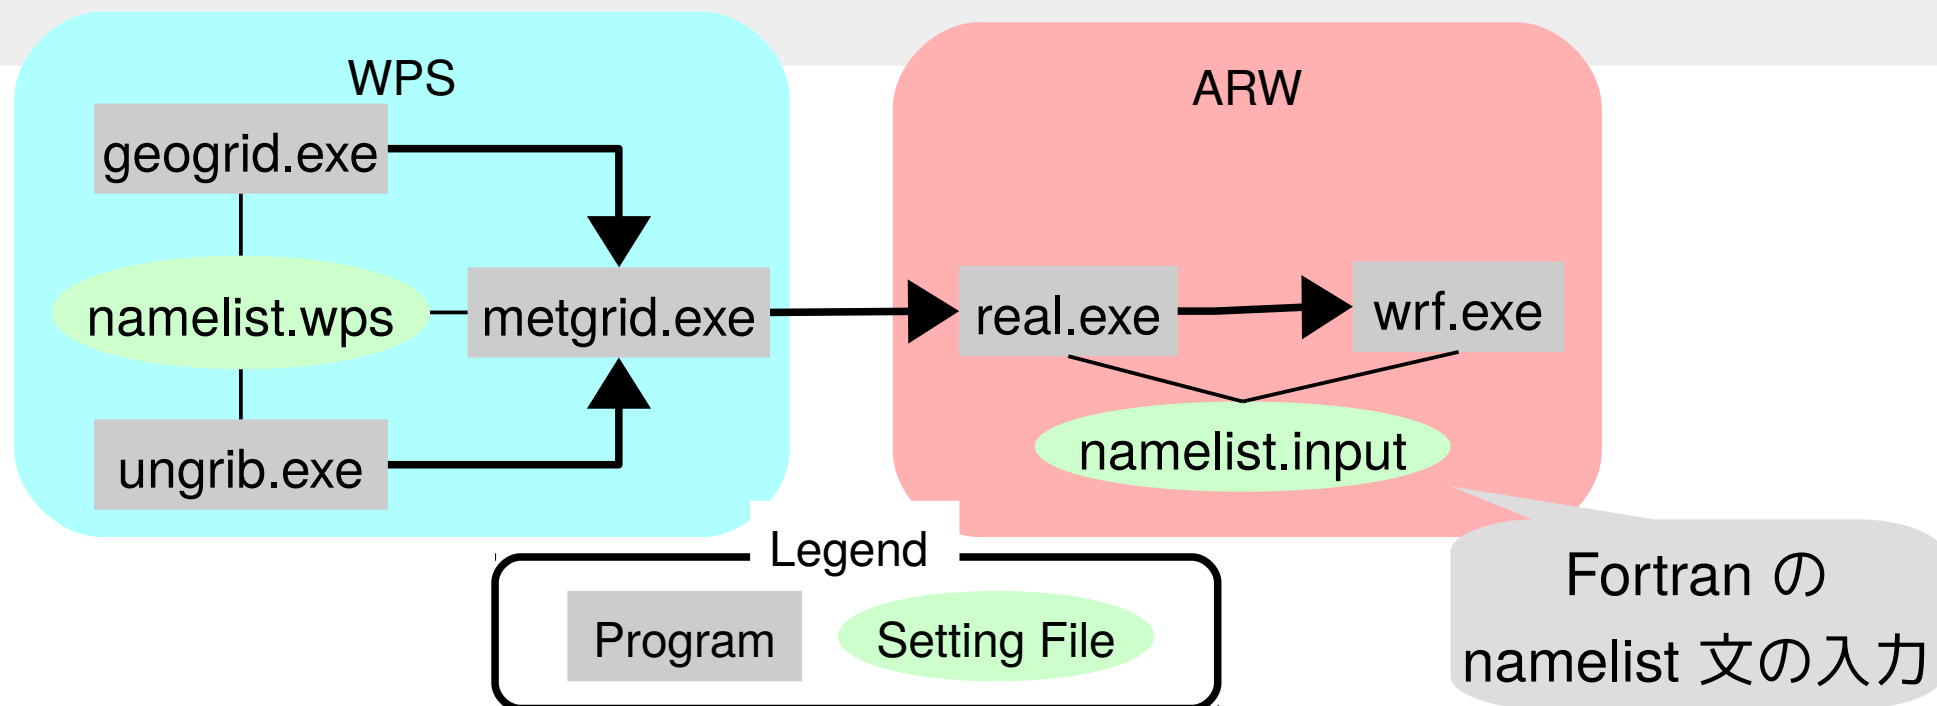 WPS
geogrid.exe
namelist.wps
metgrid.exe
ungrib.exe
ARW
real.exe
wrf.exe
namelist.input
Legend
Program
Setting File
Fortran の
namelist 文の入力